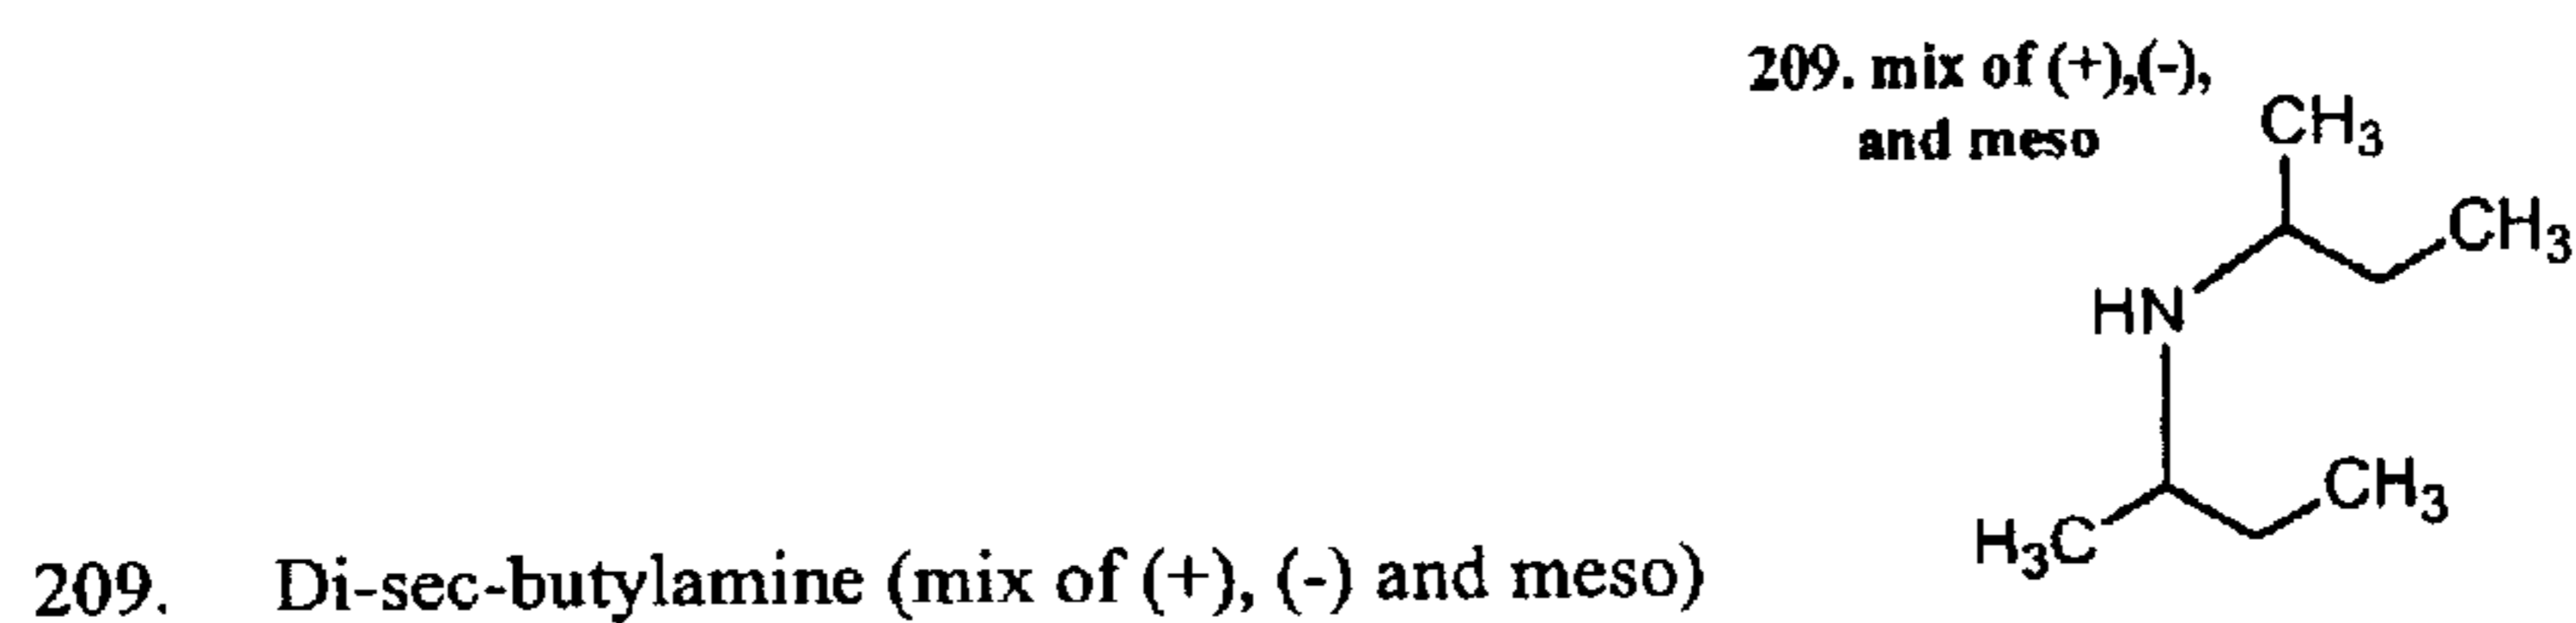 209. mix of (+),(-),
and meso
CH3
CH3
HN
CH3
H3C
209. Di-sec-butylamine (mix of (+), (-) and meso)